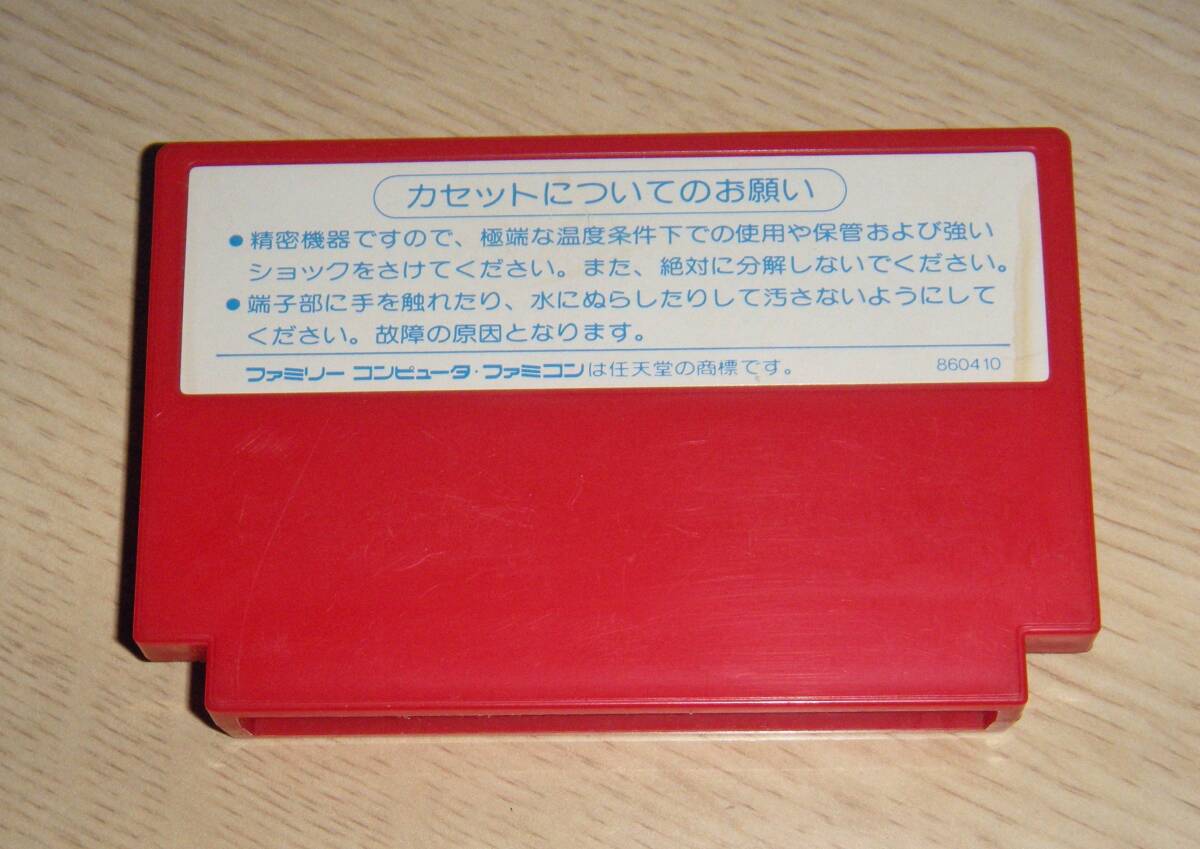 カセットについてのお願い
●精密機器ですので、極端な温度条件下での使用や保管および強い
ショックをさけてください。また、絶対に分解しないでください。
●端子部に手を触れたり、水にぬらしたりして汚さないようにして
ください。故障の原因となります。
ファミリー コンピュータ・ファミコンは任天堂の商標です。 860410